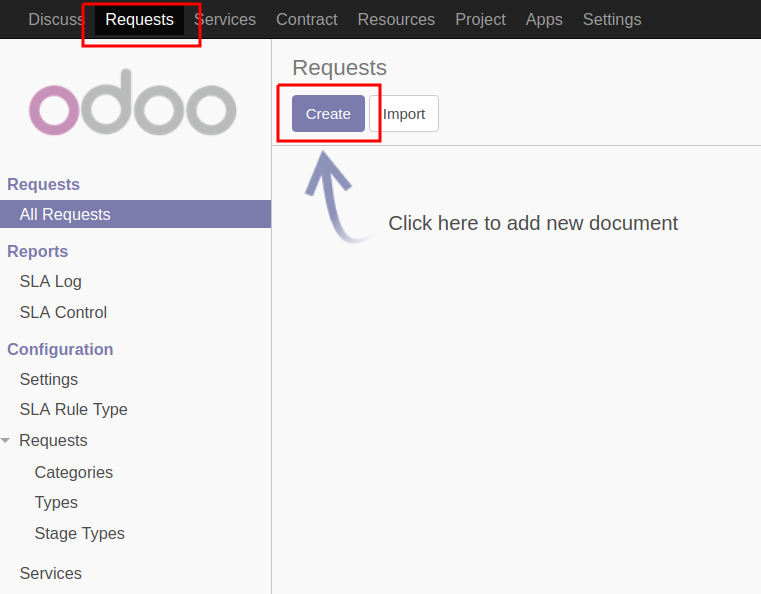 Discuss Requests Services Contract Resources Project Apps Settings
odoo
Requests
All Requests
Reports
SLA Log
SLA Control
Configuration
Settings
SLA Rule Type
Requests
Categories
Types
Stage Types
Services
Requests
Create Import
Click here to add new document